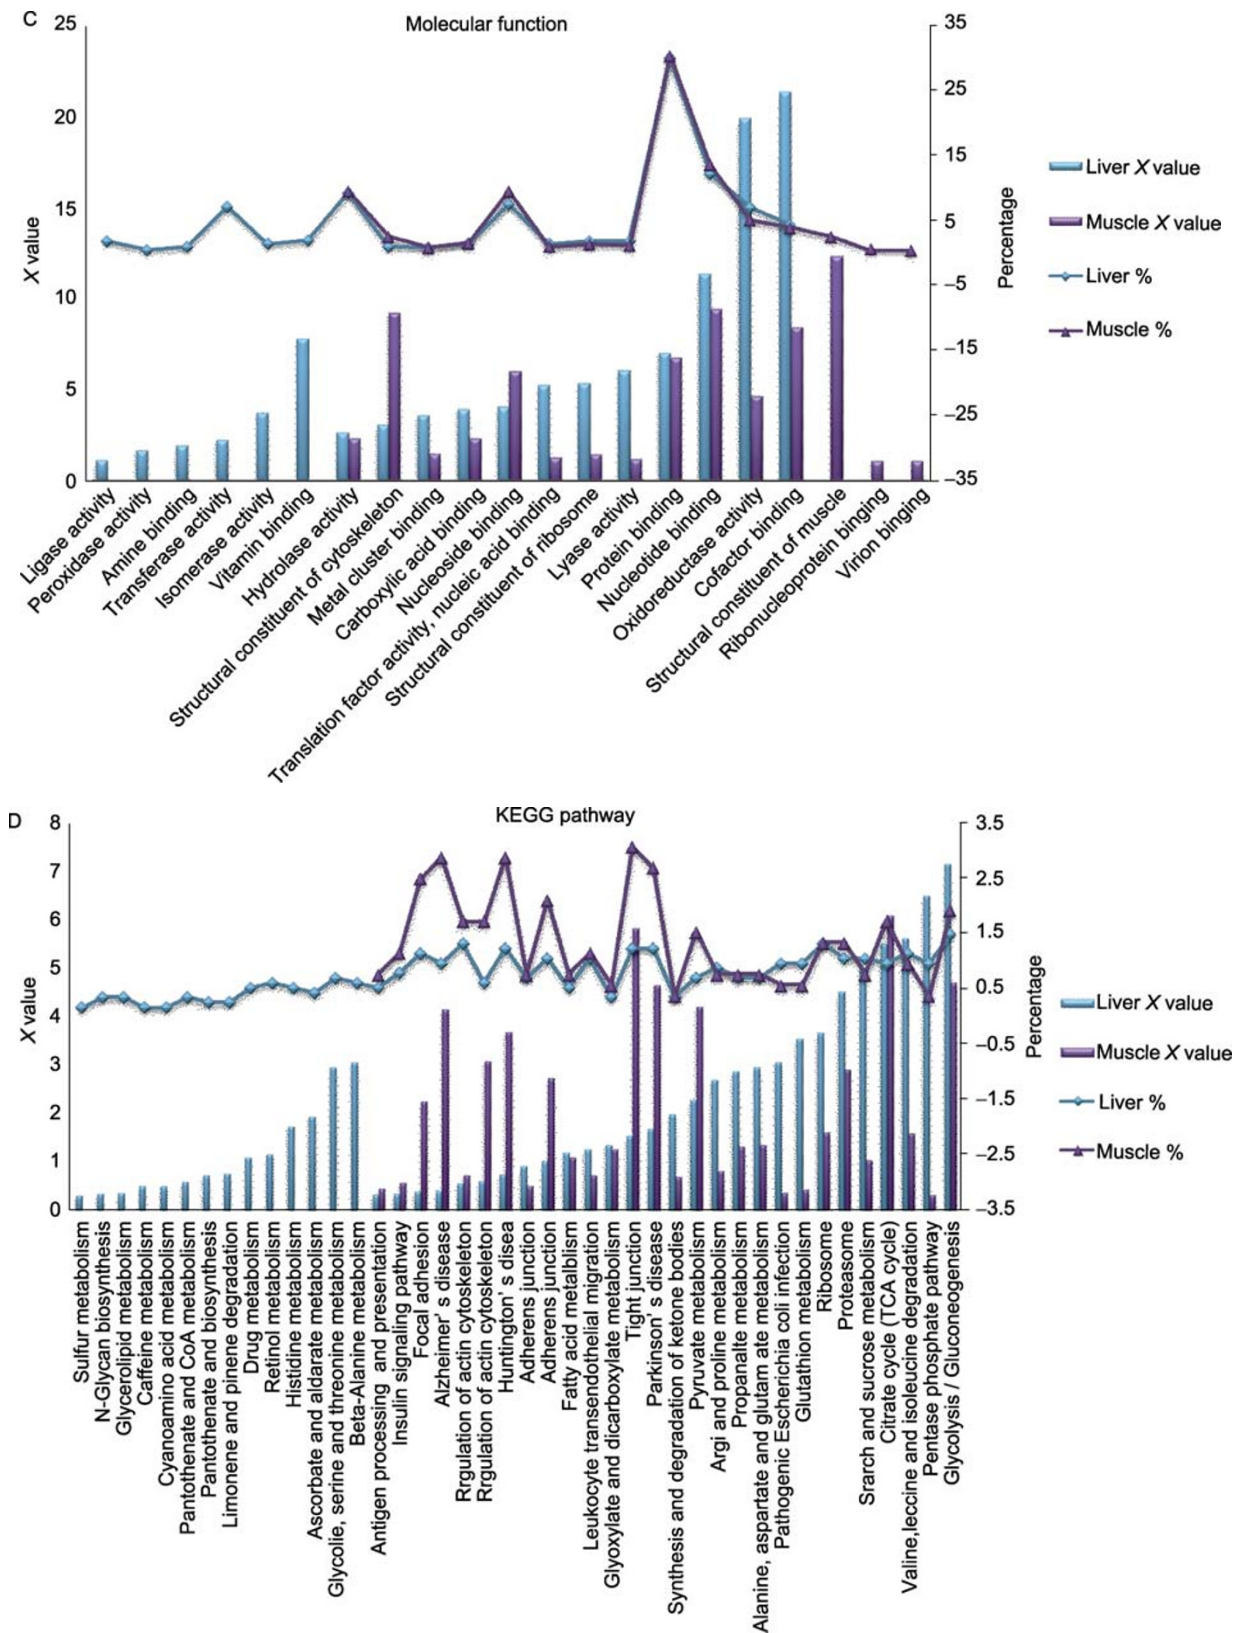 C
Molecular function
25
20
15
10
5
0
X value
35
25
15
5
–5
–15
–25
–35
Percentage
Liver X value
Muscle X value
Liver %
Muscle %
Ligase activity
Peroxidase activity
Amine binding
Transferase activity
Isomerase activity
Vitamin binding
Hydrolase activity
Structural constituent of cytoskeleton
Metal cluster binding
Carboxylic acid binding
Nucleoside binding
Translation factor activity, nucleic acid binding
Structural constituent of ribosome
Lyase activity
Protein binding
Nucleotide binding
Oxidoreductase activity
Cofactor binding
Structural constituent of muscle
Ribonucleoprotein binging
Virion binging
D
KEGG pathway
8
7
6
5
4
3
2
1
0
X value
3.5
2.5
1.5
0.5
–0.5
–1.5
–2.5
–3.5
Percentage
Liver X value
Muscle X value
Liver %
Muscle %
Sulfur metabolism
N-Glycan biosynthesis
Glycerolipid metabolism
Caffeine metabolism
Cyanoamino acid metabolism
Pantothenate and CoA metabolism
Pantothenate and biosynthesis
Limonene and pinene degradation
Drug metabolism
Retinol metabolism
Histidine metabolism
Ascorbate and aldarate metabolism
Glycolie, serine and threonine metabolism
Beta-Alanine metabolism
Antigen processing and presentation
Insulin signaling pathway
Focal adhesion
Alzheimer' s disease
Rrgulation of actin cytoskeleton
Rrgulation of actin cytoskeleton
Huntington' s disea
Adherens junction
Adherens junction
Fatty acid metalbism
Leukocyte transendothelial migration
Glyoxylate and dicarboxylate metabolism
Tight junction
Parkinson' s disease
Synthesis and degradation of ketone bodies
Pyruvate metabolism
Argi and proline metabolism
Propanalte metabolism
Alanine, aspartate and glutam ate metabolism
Pathogenic Escherichia coli infection
Glutathion metabolism
Ribosome
Proteasome
Srarch and sucrose metabolism
Citrate cycle (TCA cycle)
Valine,leccine and isoleucine degradation
Pentase phosphate pathway
Glycolysis / Gluconeogenesis